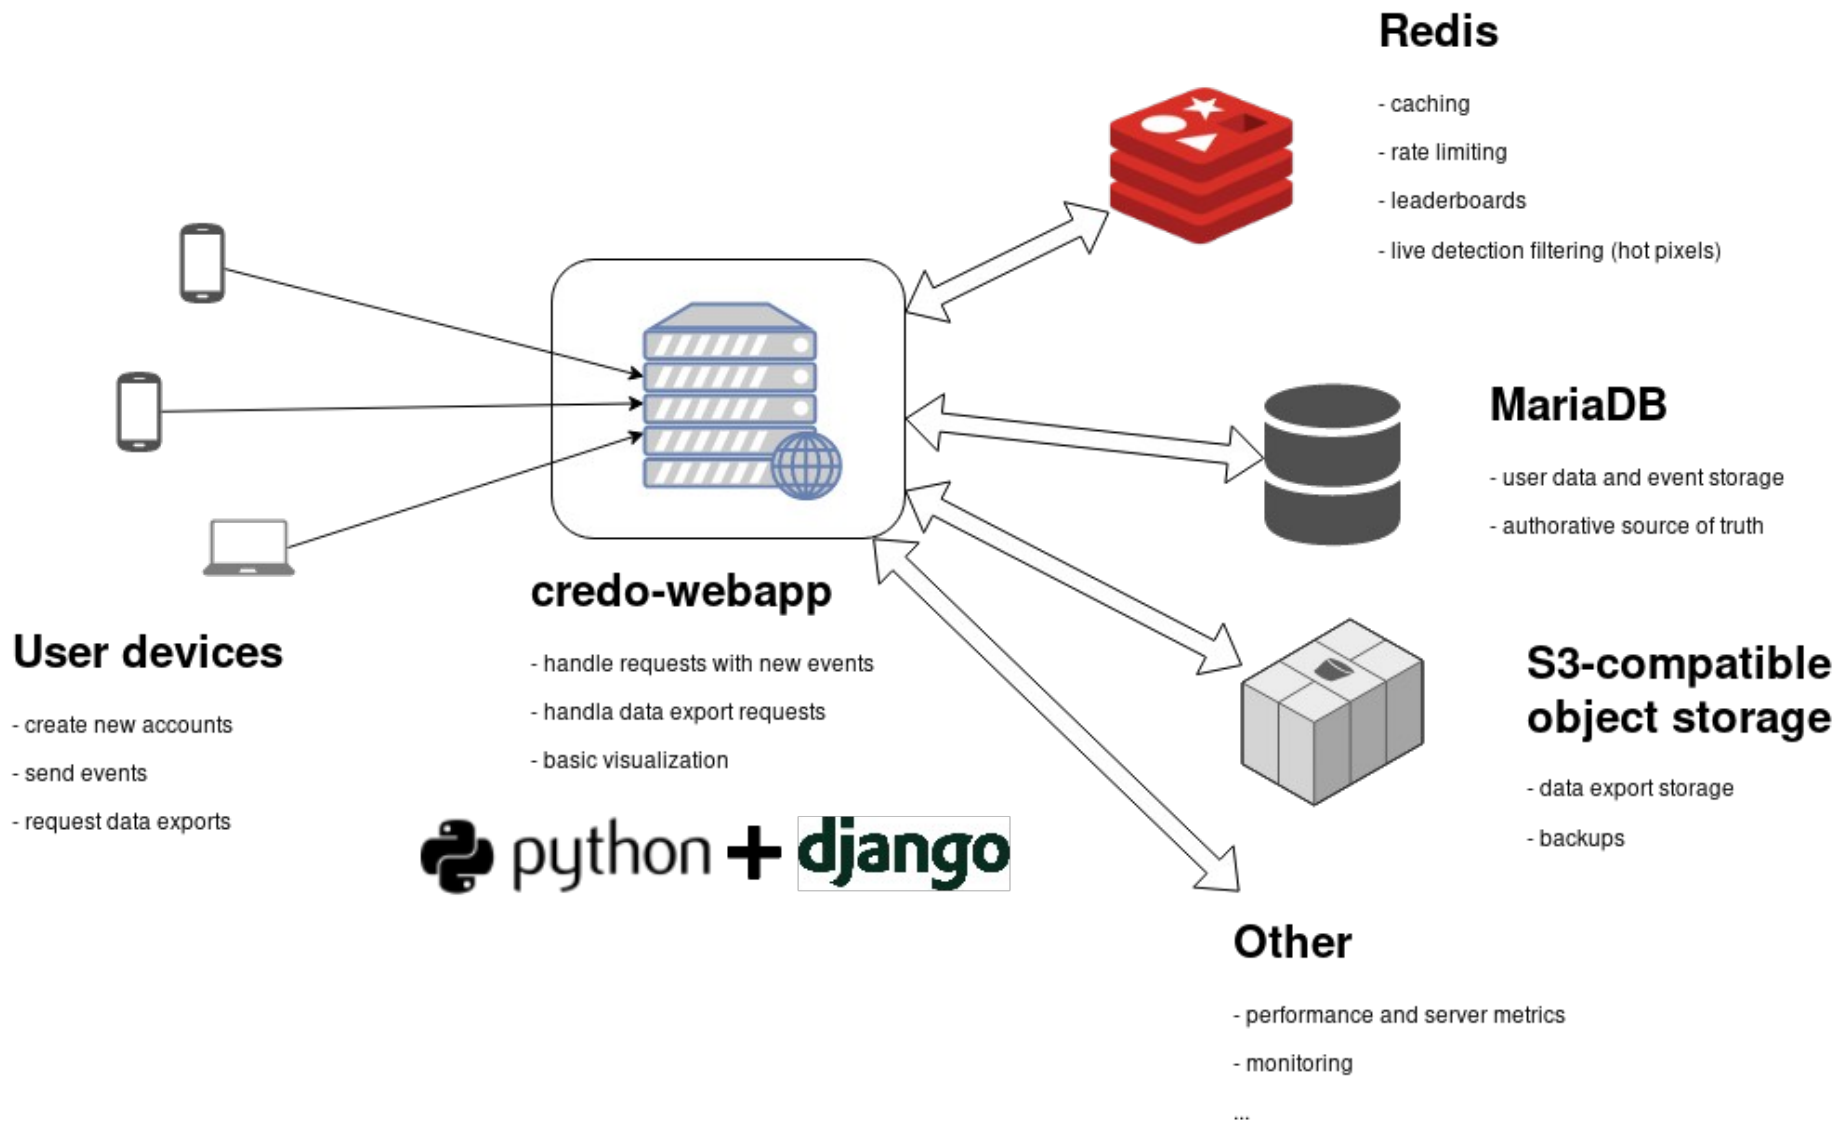 Redis
- caching
- rate limiting
- leaderboards
- live detection filtering (hot pixels)
MariaDB
- user data and event storage
- authorative source of truth
credo-webapp
- handle requests with new events
- handla data export requests
- basic visualization
python + django
User devices
- create new accounts
- send events
- request data exports
S3-compatible
object storage
- data export storage
- backups
Other
- performance and server metrics
- monitoring
...